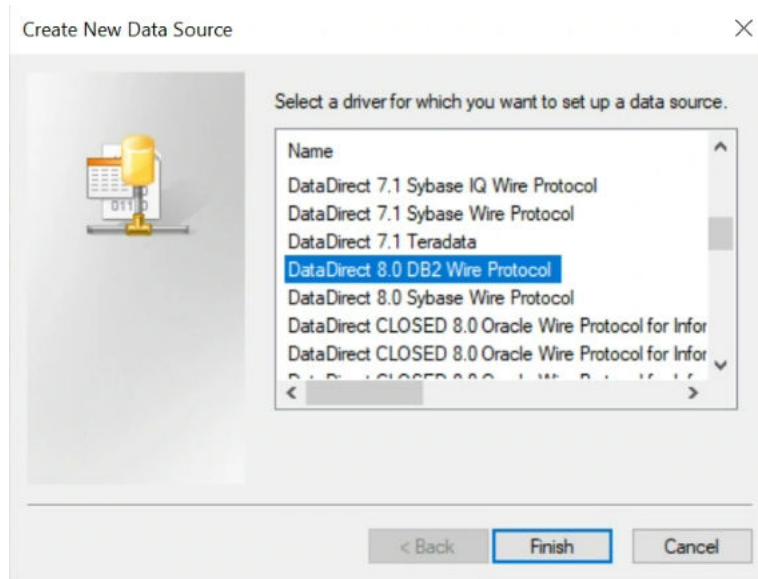 Create New Data Source
Select a driver for which you want to set up a data source.
Name
DataDirect 7.1 Sybase IQ Wire Protocol
DataDirect 7.1 Sybase Wire Protocol
DataDirect 7.1 Teradata
DataDirect 8.0 DB2 Wire Protocol
DataDirect 8.0 Sybase Wire Protocol
DataDirect CLOSED 8.0 Oracle Wire Protocol for Infor
DataDirect CLOSED 8.0 Oracle Wire Protocol for Infor
< Back Finish Cancel